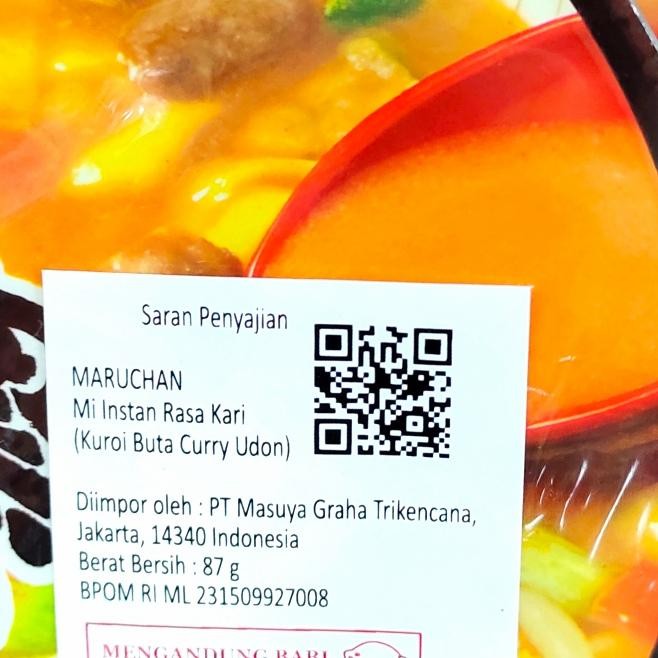 Saran Penyajian
MARUCHAN
Mi Instan Rasa Kari
(Kuroi Buta Curry Udon)
Diimpor oleh : PT Masuya Graha Trikencana,
Jakarta, 14340 Indonesia
Berat Bersih : 87 g
BPOM RI ML 231509927008
MENGANDUNG BABI